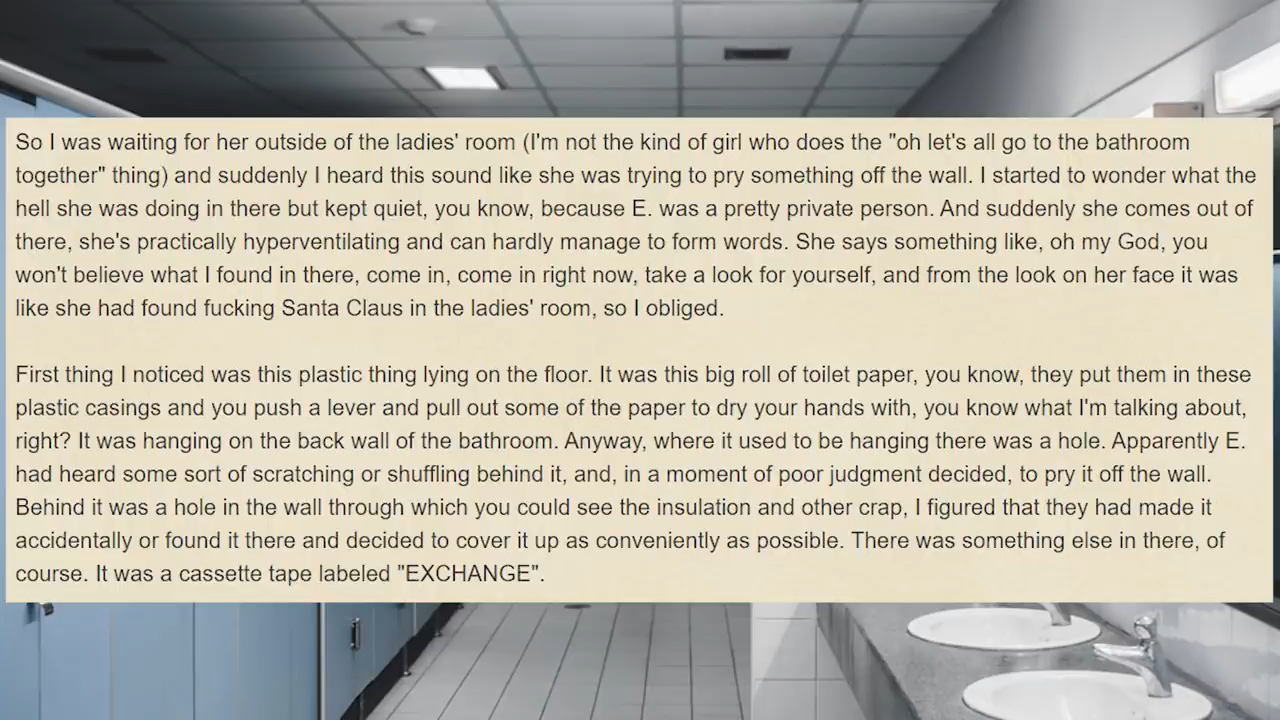 So I was waiting for her outside of the ladies' room (I'm not the kind of girl who does the "oh let's all go to the bathroom
together" thing) and suddenly I heard this sound like she was trying to pry something off the wall. I started to wonder what the
hell she was doing in there but kept quiet, you know, because E. was a pretty private person. And suddenly she comes out of
there, she's practically hyperventilating and can hardly manage to form words. She says something like, oh my God, you
won't believe what I found in there, come in, come in right now, take a look for yourself, and from the look on her face it was
like she had found fucking Santa Claus in the ladies' room, so I obliged.
First thing I noticed was this plastic thing lying on the floor. It was this big roll of toilet paper, you know, they put them in these
plastic casings and you push a lever and pull out some of the paper to dry your hands with, you know what I'm talking about,
right? It was hanging on the back wall of the bathroom. Anyway, where it used to be hanging there was a hole. Apparently E.
had heard some sort of scratching or shuffling behind it, and, in a moment of poor judgment decided, to pry it off the wall.
Behind it was a hole in the wall through which you could see the insulation and other crap, I figured that they had made it
accidentally or found it there and decided to cover it up as conveniently as possible. There was something else in there, of
course. It was a cassette tape labeled "EXCHANGE".